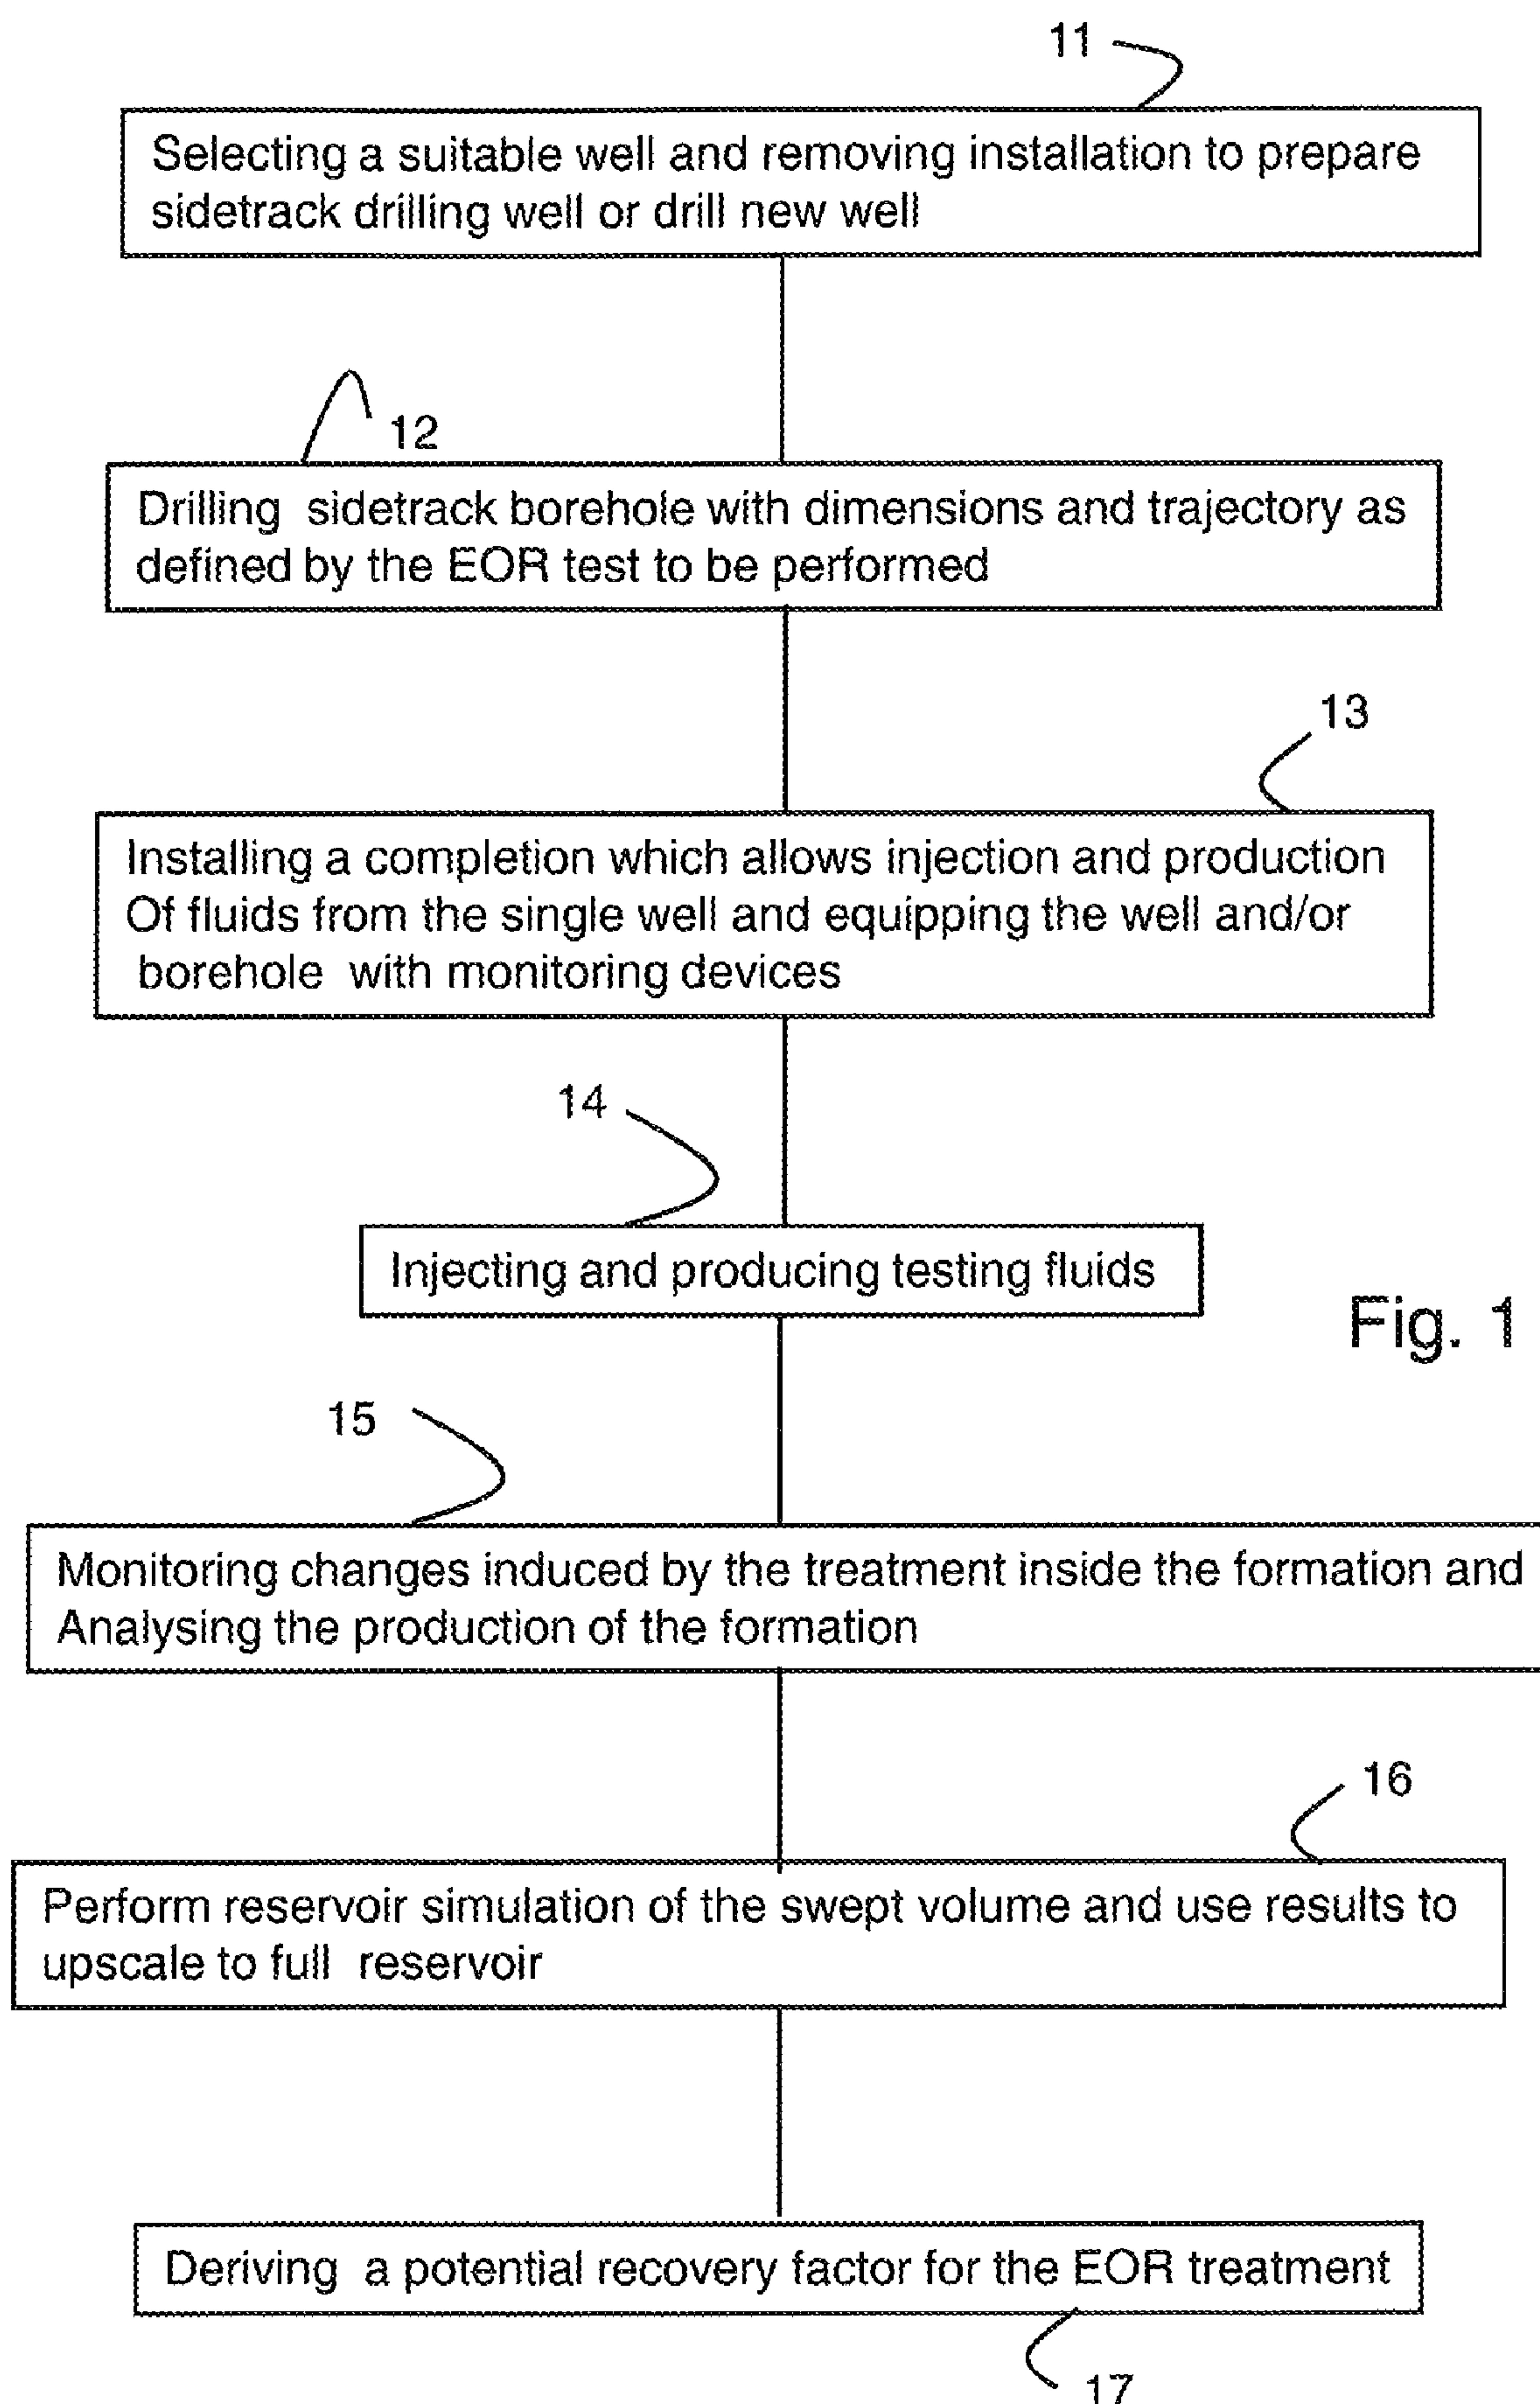 11
Selecting a suitable well and removing installation to prepare
sidetrack drilling well or drill new well
12
Drilling sidetrack borehole with dimensions and trajectory as
defined by the EOR test to be performed
13
Installing a completion which allows injection and production
Of fluids from the single well and equipping the well and/or
borehole with monitoring devices
14
Injecting and producing testing fluids
Fig. 1
15
Monitoring changes induced by the treatment inside the formation and
Analysing the production of the formation
16
Perform reservoir simulation of the swept volume and use results to
upscale to full reservoir
Deriving a potential recovery factor for the EOR treatment
17